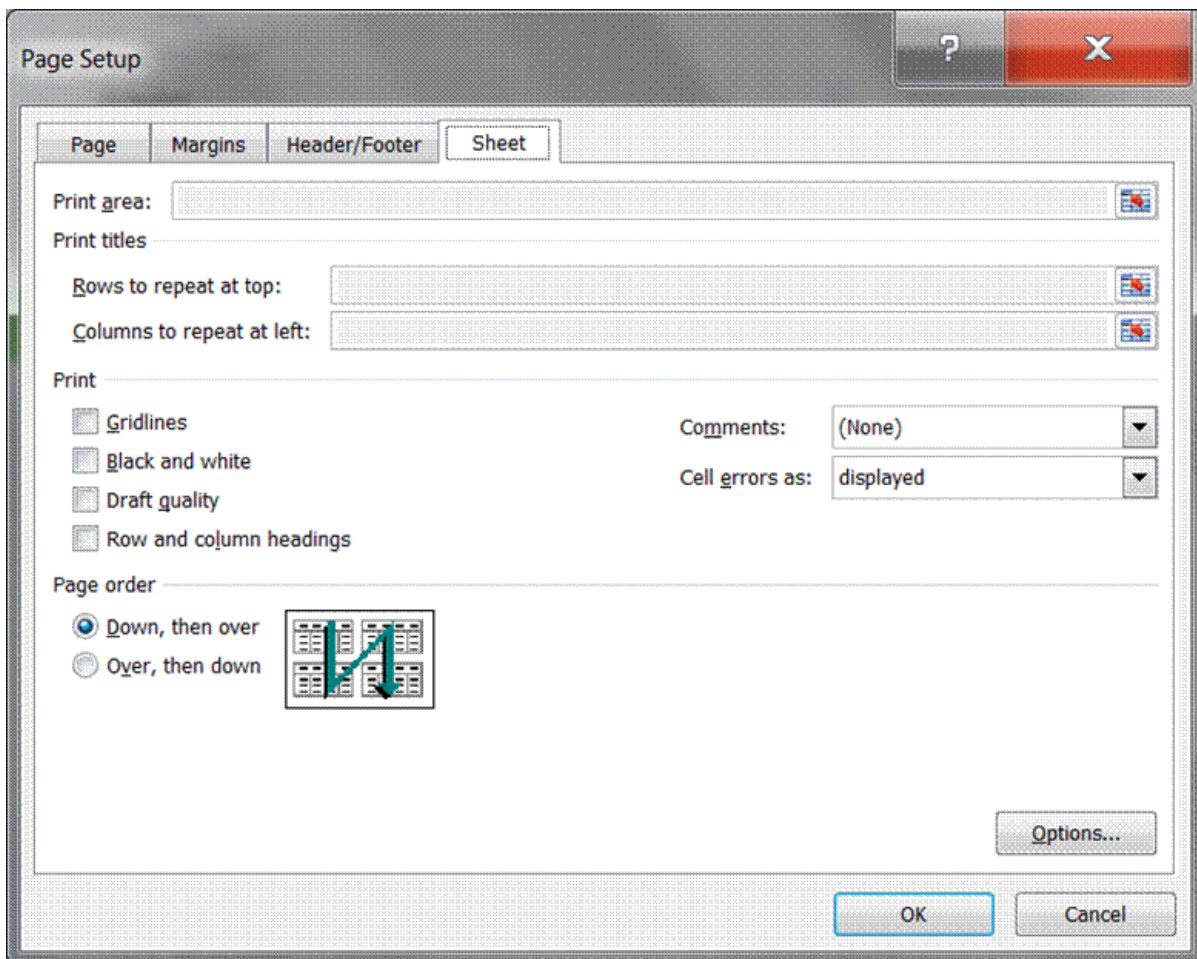 Page Setup
Page Margins Header/Footer Sheet
Print area:
Print titles
Rows to repeat at top:
Columns to repeat at left:
Print
Gridlines
Comments: (None)
Black and white
Cell errors as: displayed
Draft quality
Row and column headings
Page order
Down, then over
Over, then down
Options...
OK Cancel